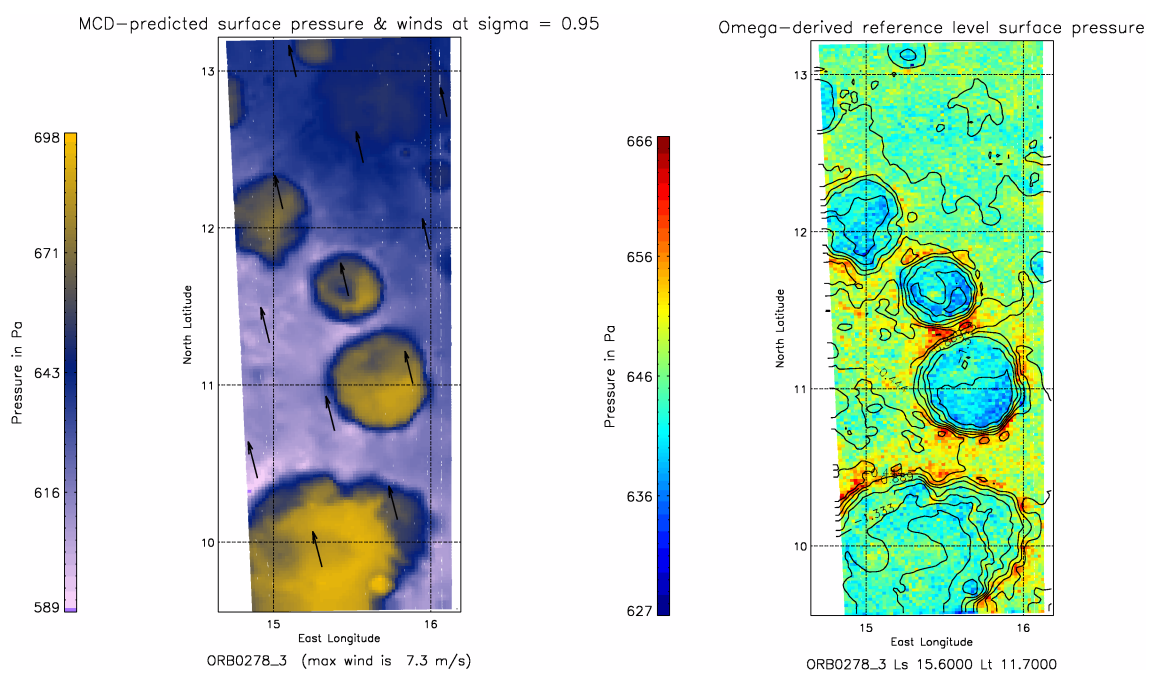 MCD-predicted surface pressure & winds at sigma = 0.95
698
671
643
616
589
Pressure in Pa
North Latitude
13
12
11
10
15
16
East Longitude
ORB0278_3 (max wind is 7.3 m/s)
Omega-derived reference level surface pressure
666
656
646
636
627
Pressure in Pa
North Latitude
13
12
11
10
-1.333
15
16
East Longitude
ORB0278_3 Ls 15.6000 Lt 11.7000